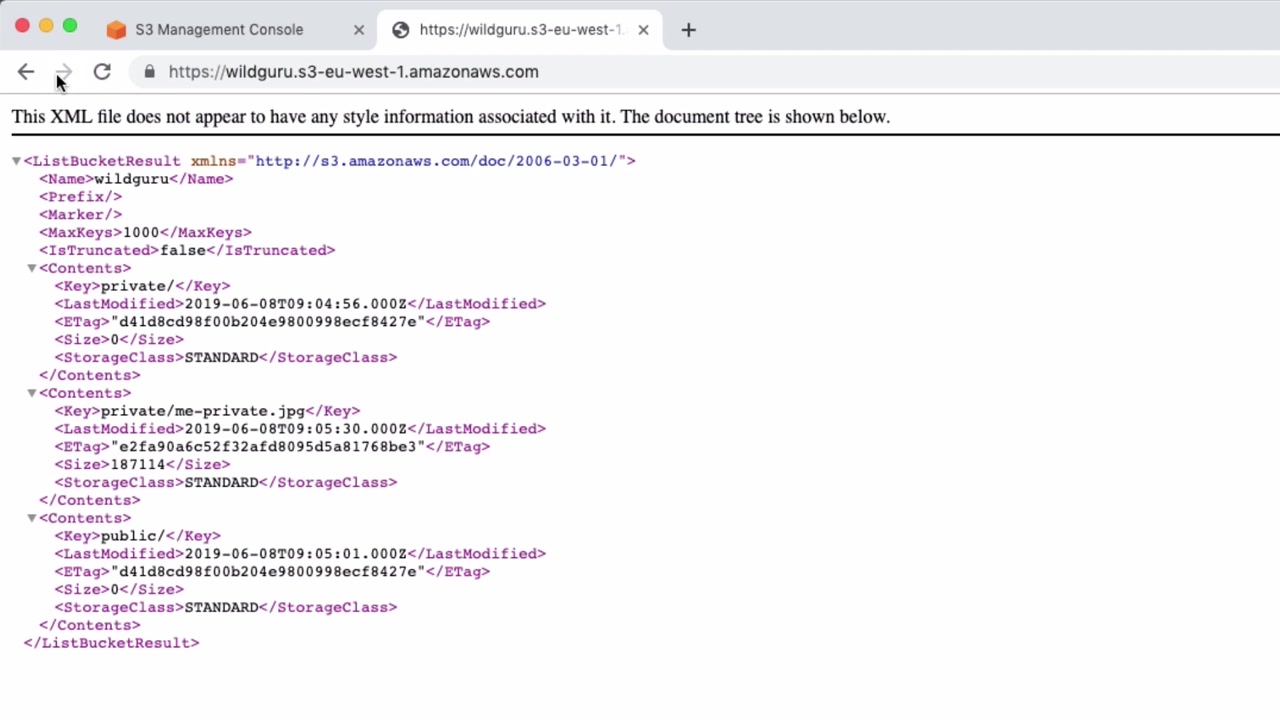 S3 Management Console
https://wildguru.s3-eu-west-1.
https://wildguru.s3-eu-west-1.amazonaws.com
This XML file does not appear to have any style information associated with it. The document tree is shown below.
<ListBucketResult xmlns="http://s3.amazonaws.com/doc/2006-03-01/">
<Name>wildguru</Name>
<Prefix/>
<Marker/>
<MaxKeys>1000</MaxKeys>
<IsTruncated>false</IsTruncated>
<Contents>
<Key>private/</Key>
<LastModified>2019-06-08T09:04:56.000Z</LastModified>
<ETag>"d41d8cd98f00b204e9800998ecf8427e"</ETag>
<Size>0</Size>
<StorageClass>STANDARD</StorageClass>
</Contents>
<Contents>
<Key>private/me-private.jpg</Key>
<LastModified>2019-06-08T09:05:30.000Z</LastModified>
<ETag>"e2fa90a6c52f32afd8095d5a81768be3"</ETag>
<Size>187114</Size>
<StorageClass>STANDARD</StorageClass>
</Contents>
<Contents>
<Key>public/</Key>
<LastModified>2019-06-08T09:05:01.000Z</LastModified>
<ETag>"d41d8cd98f00b204e9800998ecf8427e"</ETag>
<Size>0</Size>
<StorageClass>STANDARD</StorageClass>
</Contents>
</ListBucketResult>